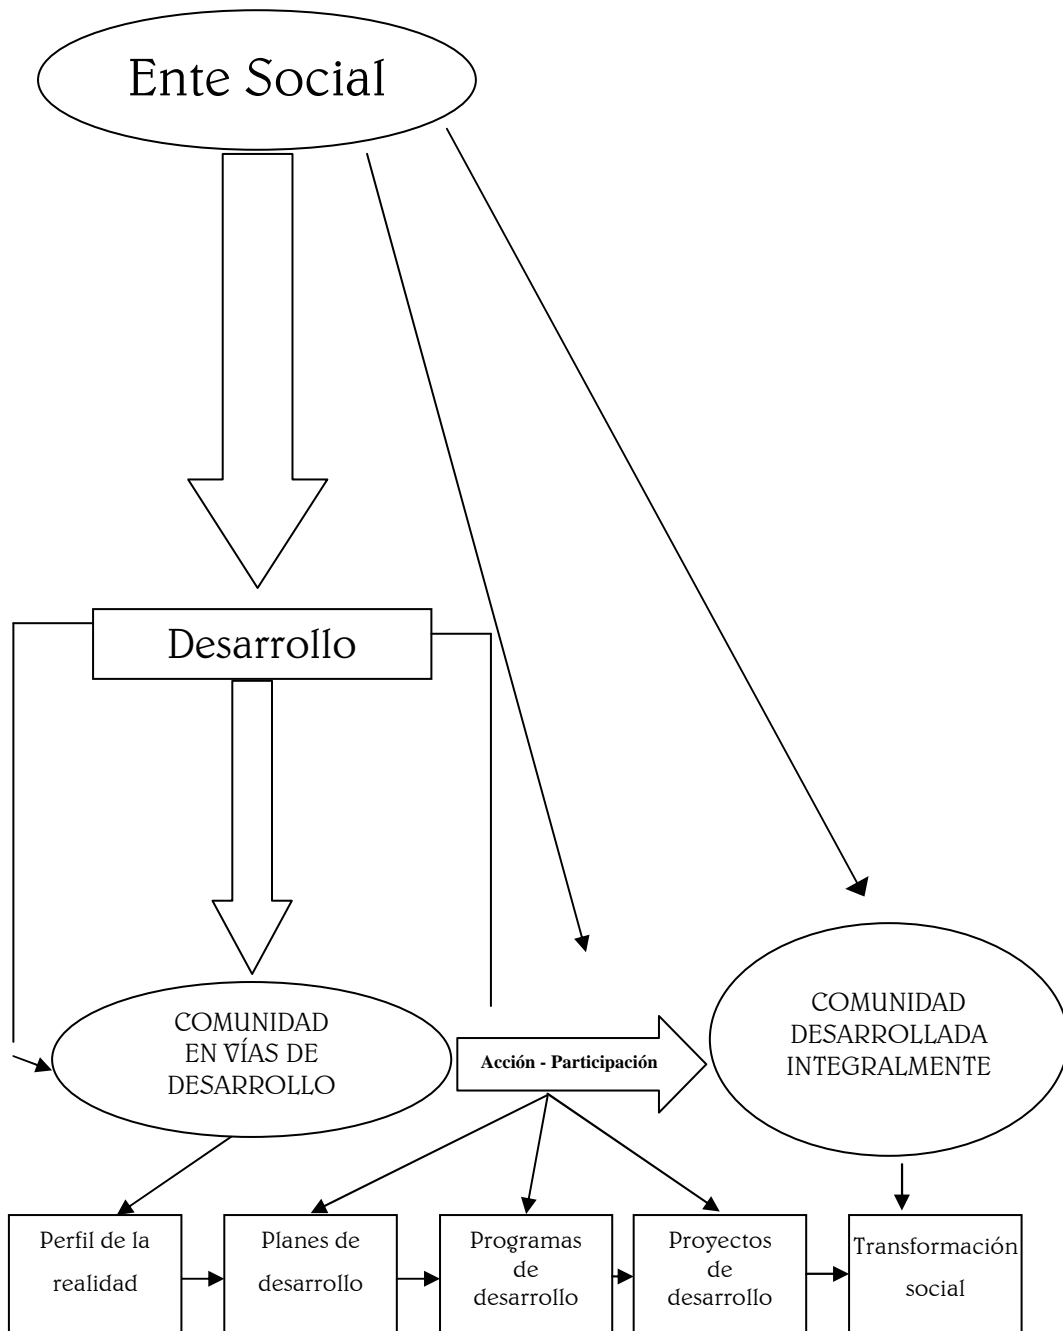 Ente Social
Desarrollo
COMUNIDAD
EN VÍAS DE
DESARROLLO
Acción - Participación
COMUNIDAD
DESARROLLADA
INTEGRALMENTE
Perfil de la
realidad
Planes de
desarrollo
Programas
de
desarrollo
Proyectos
de
desarrollo
Transformación
social